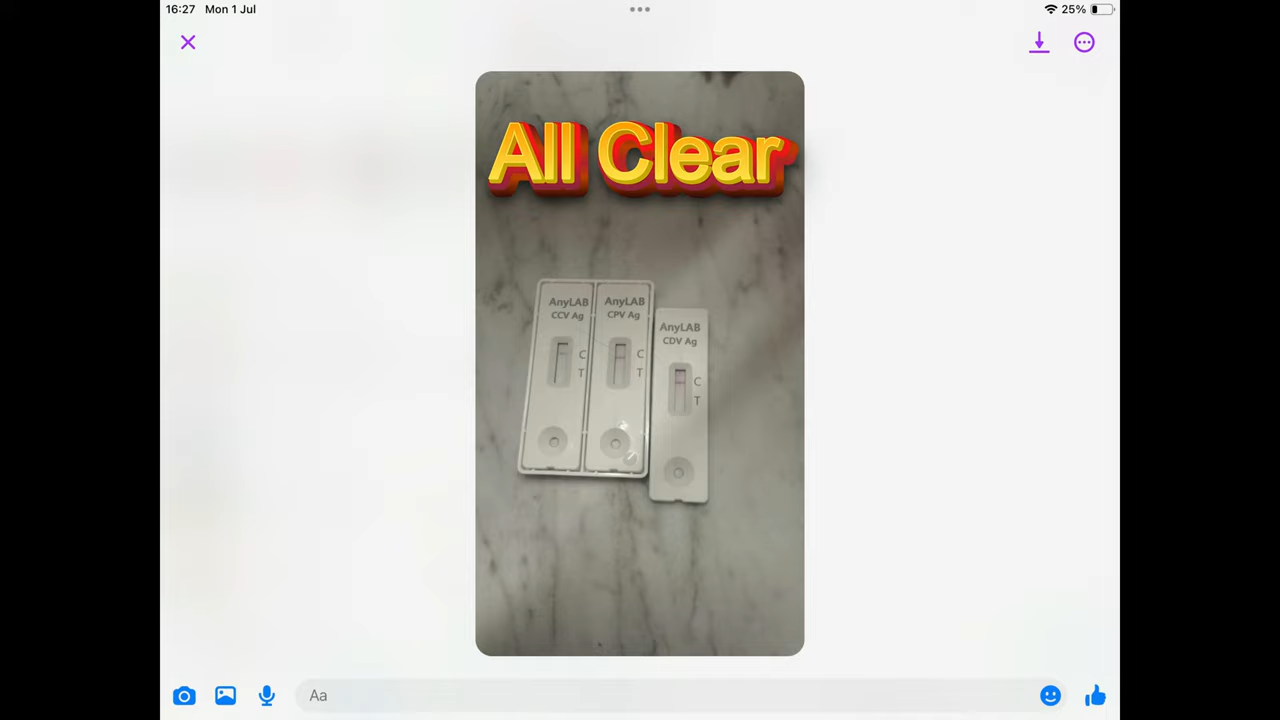 16:27 Mon 1 Jul
25%
All Clear
AnyLAB
CCV Ag
C
T
AnyLAB
CPV Ag
C
T
AnyLAB
CDV Ag
C
T
Aa